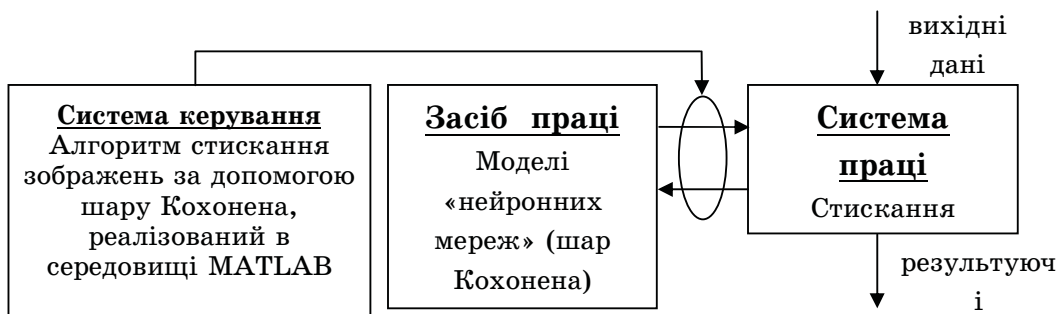 вихідні
дані
Система керування
Алгоритм стискання
зображень за допомогою
шару Кохонена,
реалізований в
середовищі MATLAB
Засіб праці
Моделі
«нейронних
мереж» (шар
Кохонена)
Система
праці
Стискання
результуюч
і